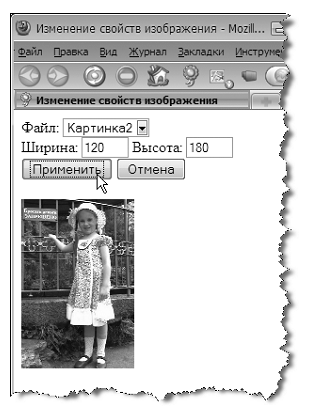 Изменение свойств изображения - Mozill...
Файл Правка Вид Журнал Закладки Инструме
Изменение свойств изображения
Файл: Картинка2
Ширина: 120 Высота: 180
Применить Отмена